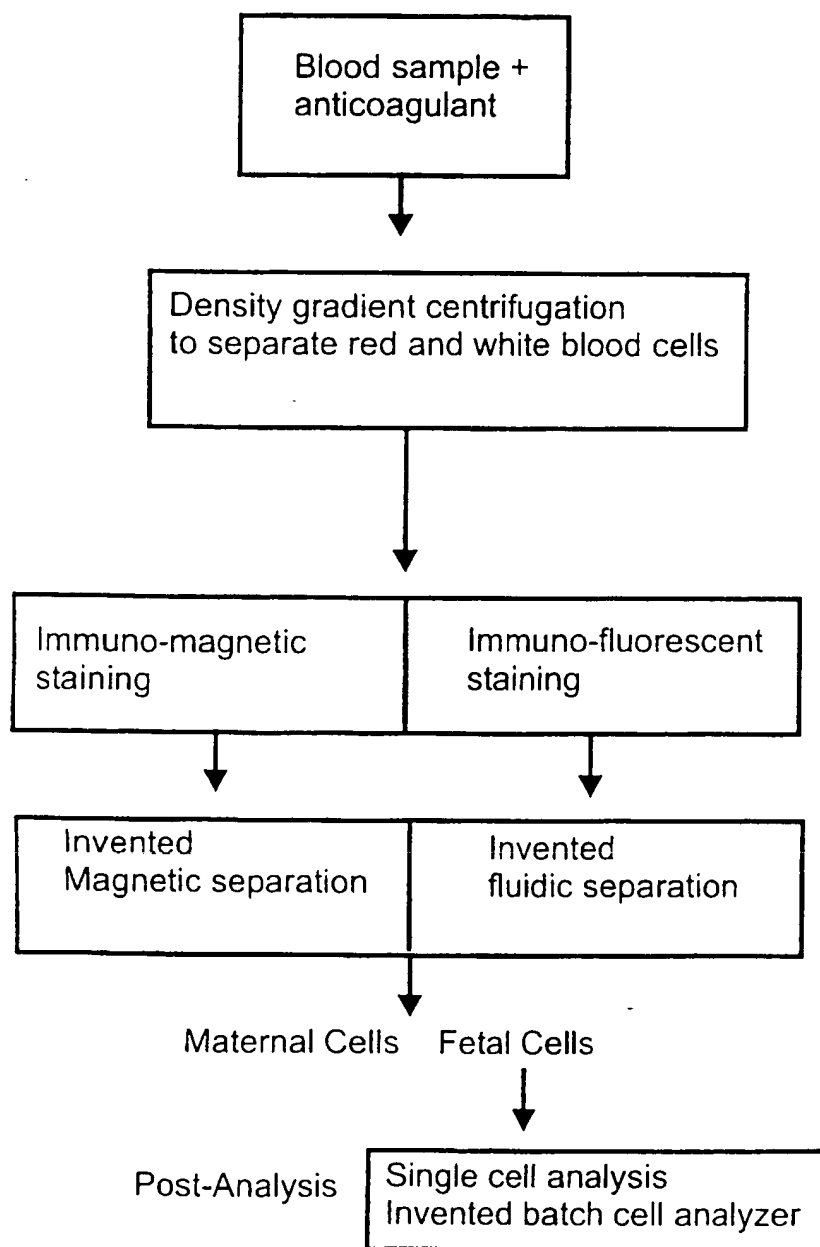 Blood sample +
anticoagulant
Density gradient centrifugation
to separate red and white blood cells
Immuno-magnetic
staining
Immuno-fluorescent
staining
Invented
Magnetic separation
Invented
fluidic separation
Maternal Cells Fetal Cells
Post-Analysis
Single cell analysis
Invented batch cell analyzer